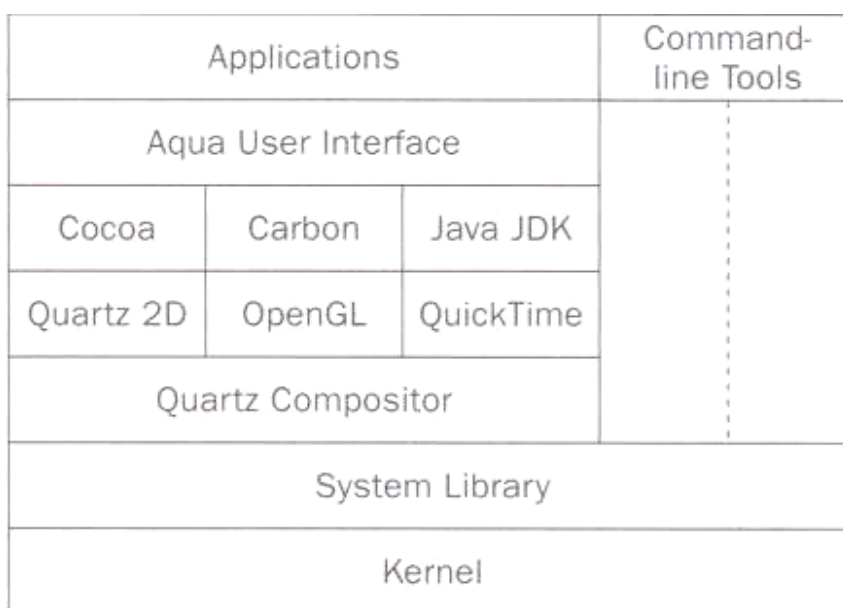 Applications
Command-
line Tools
Aqua User Interface
Cocoa
Carbon
Java JDK
Quartz 2D
OpenGL
QuickTime
Quartz Compositor
System Library
Kernel